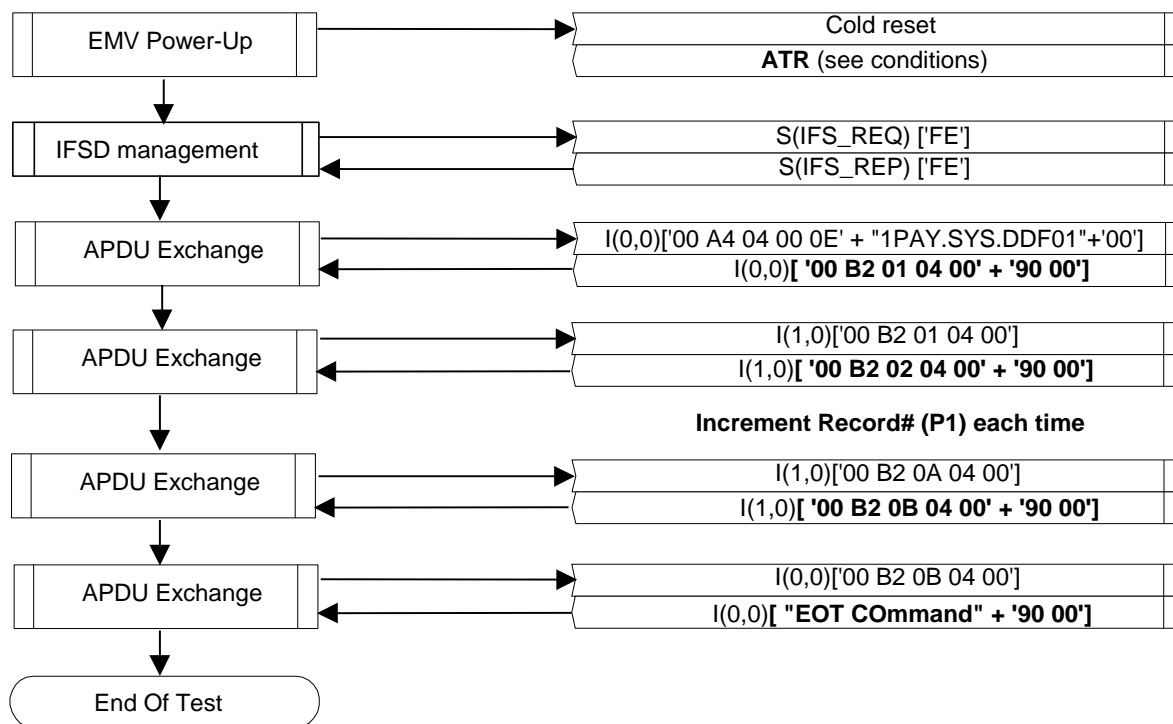 EMV Power-Up
Cold reset
ATR (see conditions)
IFSD management
S(IFS_REQ) ['FE']
S(IFS_REP) ['FE']
APDU Exchange
I(0,0)['00 A4 04 00 0E' + "1PAY.SYS.DDF01"+'00']
I(0,0)[ '00 B2 01 04 00' + '90 00']
APDU Exchange
I(1,0)['00 B2 01 04 00']
I(1,0)[ '00 B2 02 04 00' + '90 00']
Increment Record# (P1) each time
APDU Exchange
I(1,0)['00 B2 0A 04 00']
I(1,0)[ '00 B2 0B 04 00' + '90 00']
APDU Exchange
I(0,0)['00 B2 0B 04 00']
I(0,0)[ "EOT COmmand" + '90 00']
End Of Test